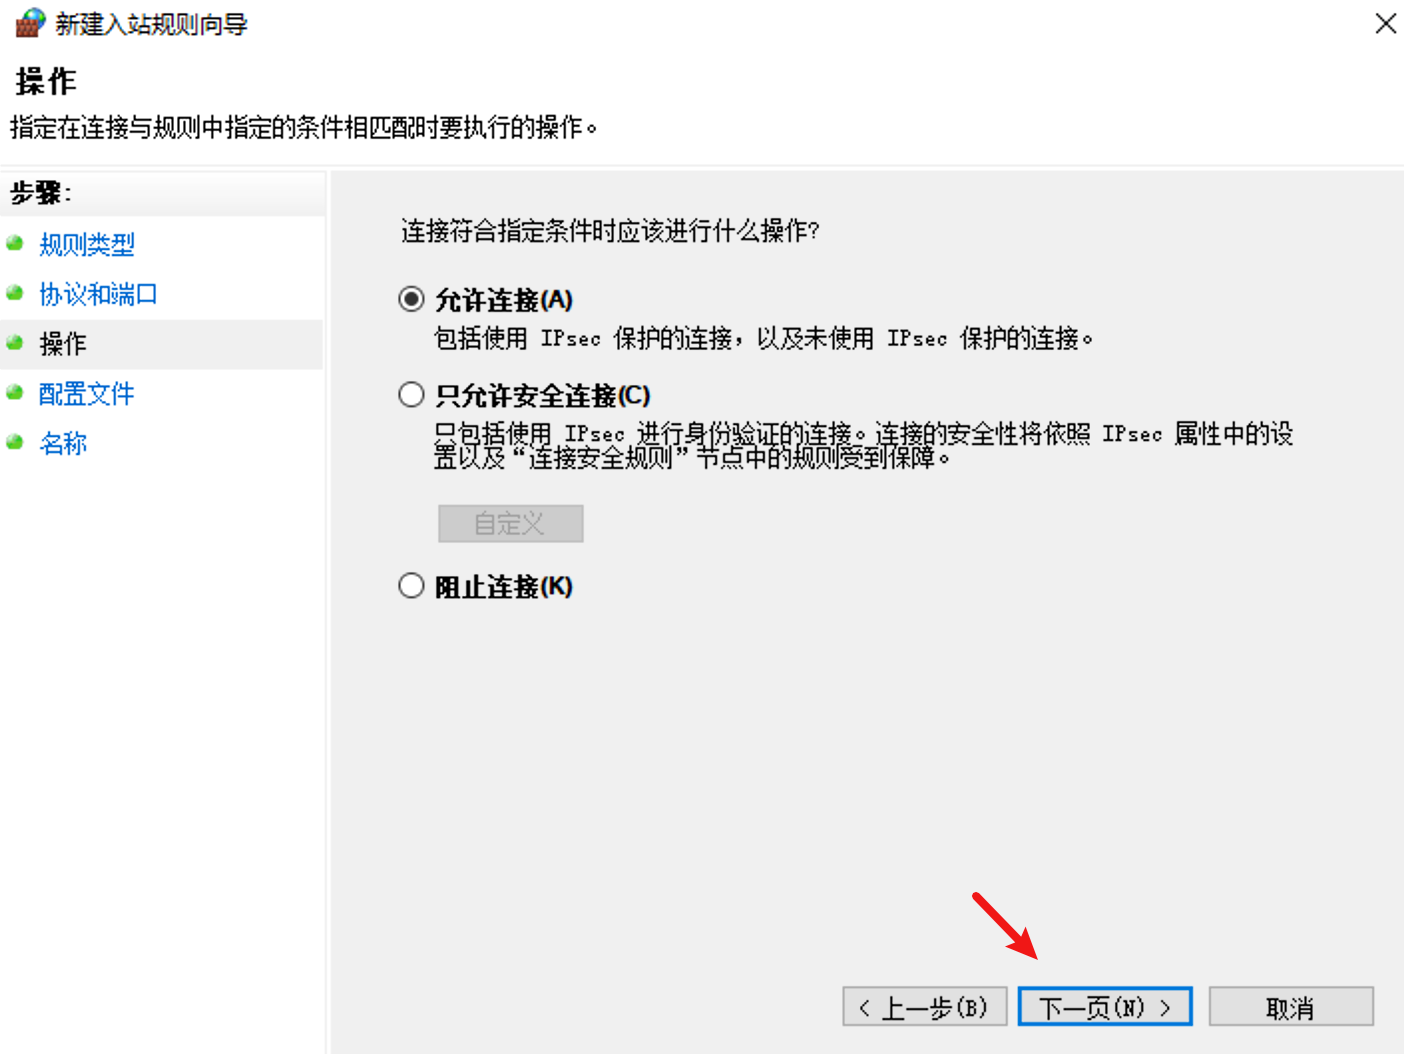 新建入站规则向导
操作
指定在连接与规则中指定的条件相匹配时要执行的操作。
步骤:
规则类型
协议和端口
操作
配置文件
名称
连接符合指定条件时应该进行什么操作?
允许连接(A)
包括使用 IPsec 保护的连接，以及未使用 IPsec 保护的连接。
只允许安全连接(C)
只包括使用 IPsec 进行身份验证的连接。连接的安全性将依照 IPsec 属性中的设
置以及“连接安全规则”节点中的规则受到保障。
自定义
阻止连接(K)
< 上一步(B)
下一页(N) >
取消